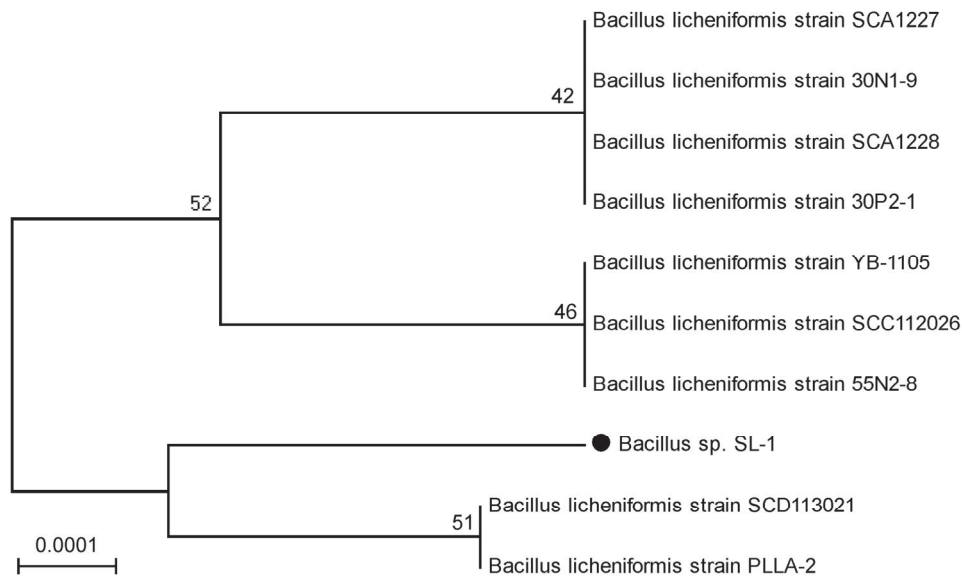 Bacillus licheniformis strain SCA1227
Bacillus licheniformis strain 30N1-9
42
Bacillus licheniformis strain SCA1228
Bacillus licheniformis strain 30P2-1
52
Bacillus licheniformis strain YB-1105
46
Bacillus licheniformis strain SCC112026
Bacillus licheniformis strain 55N2-8
Bacillus sp. SL-1
Bacillus licheniformis strain SCD113021
51
0.0001
Bacillus licheniformis strain PLLA-2